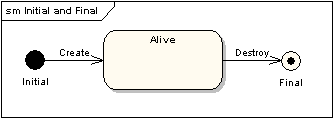 sm Initial and Final
Alive
Create
Destroy
Initial
Final